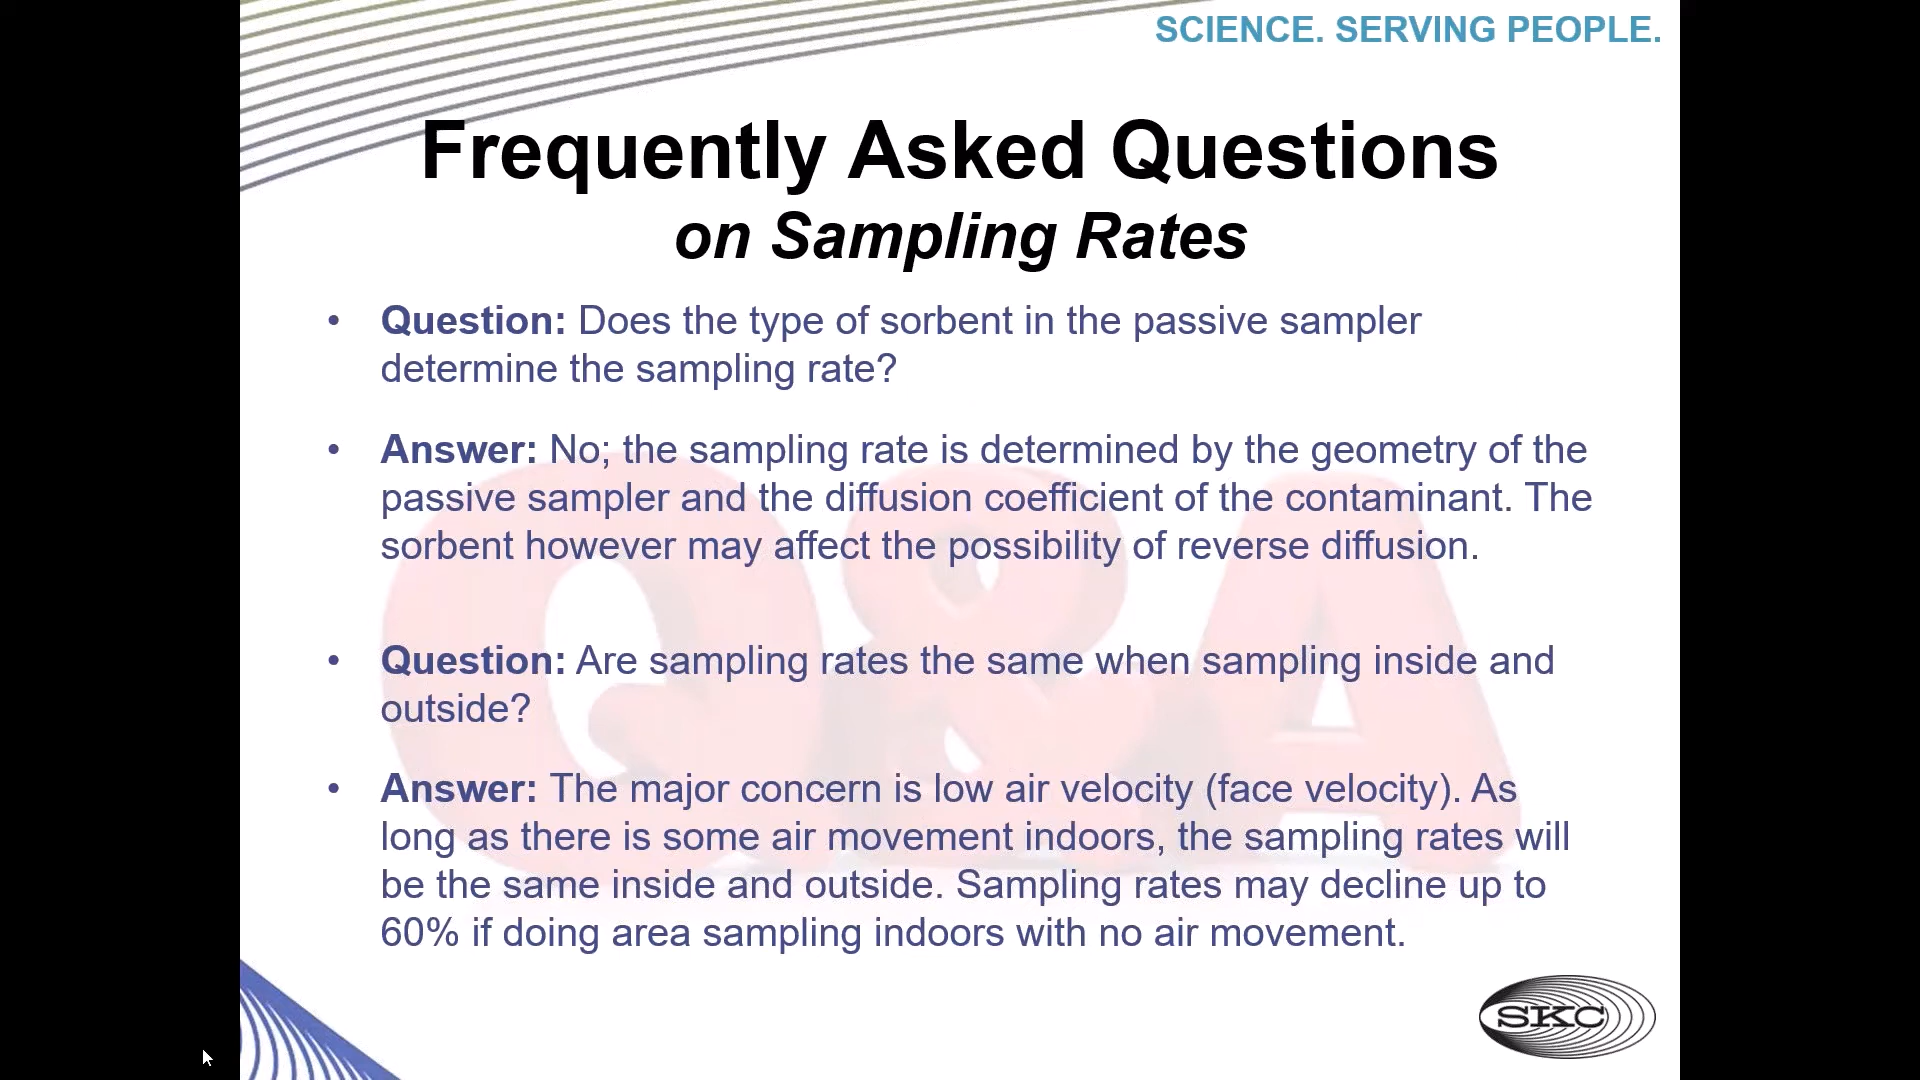 SCIENCE. SERVING PEOPLE.
Frequently Asked Questions
on Sampling Rates
• Question: Does the type of sorbent in the passive sampler
determine the sampling rate?
• Answer: No; the sampling rate is determined by the geometry of the
passive sampler and the diffusion coefficient of the contaminant. The
sorbent however may affect the possibility of reverse diffusion.
• Question: Are sampling rates the same when sampling inside and
outside?
• Answer: The major concern is low air velocity (face velocity). As
long as there is some air movement indoors, the sampling rates will
be the same inside and outside. Sampling rates may decline up to
60% if doing area sampling indoors with no air movement.
Q&A
SKC